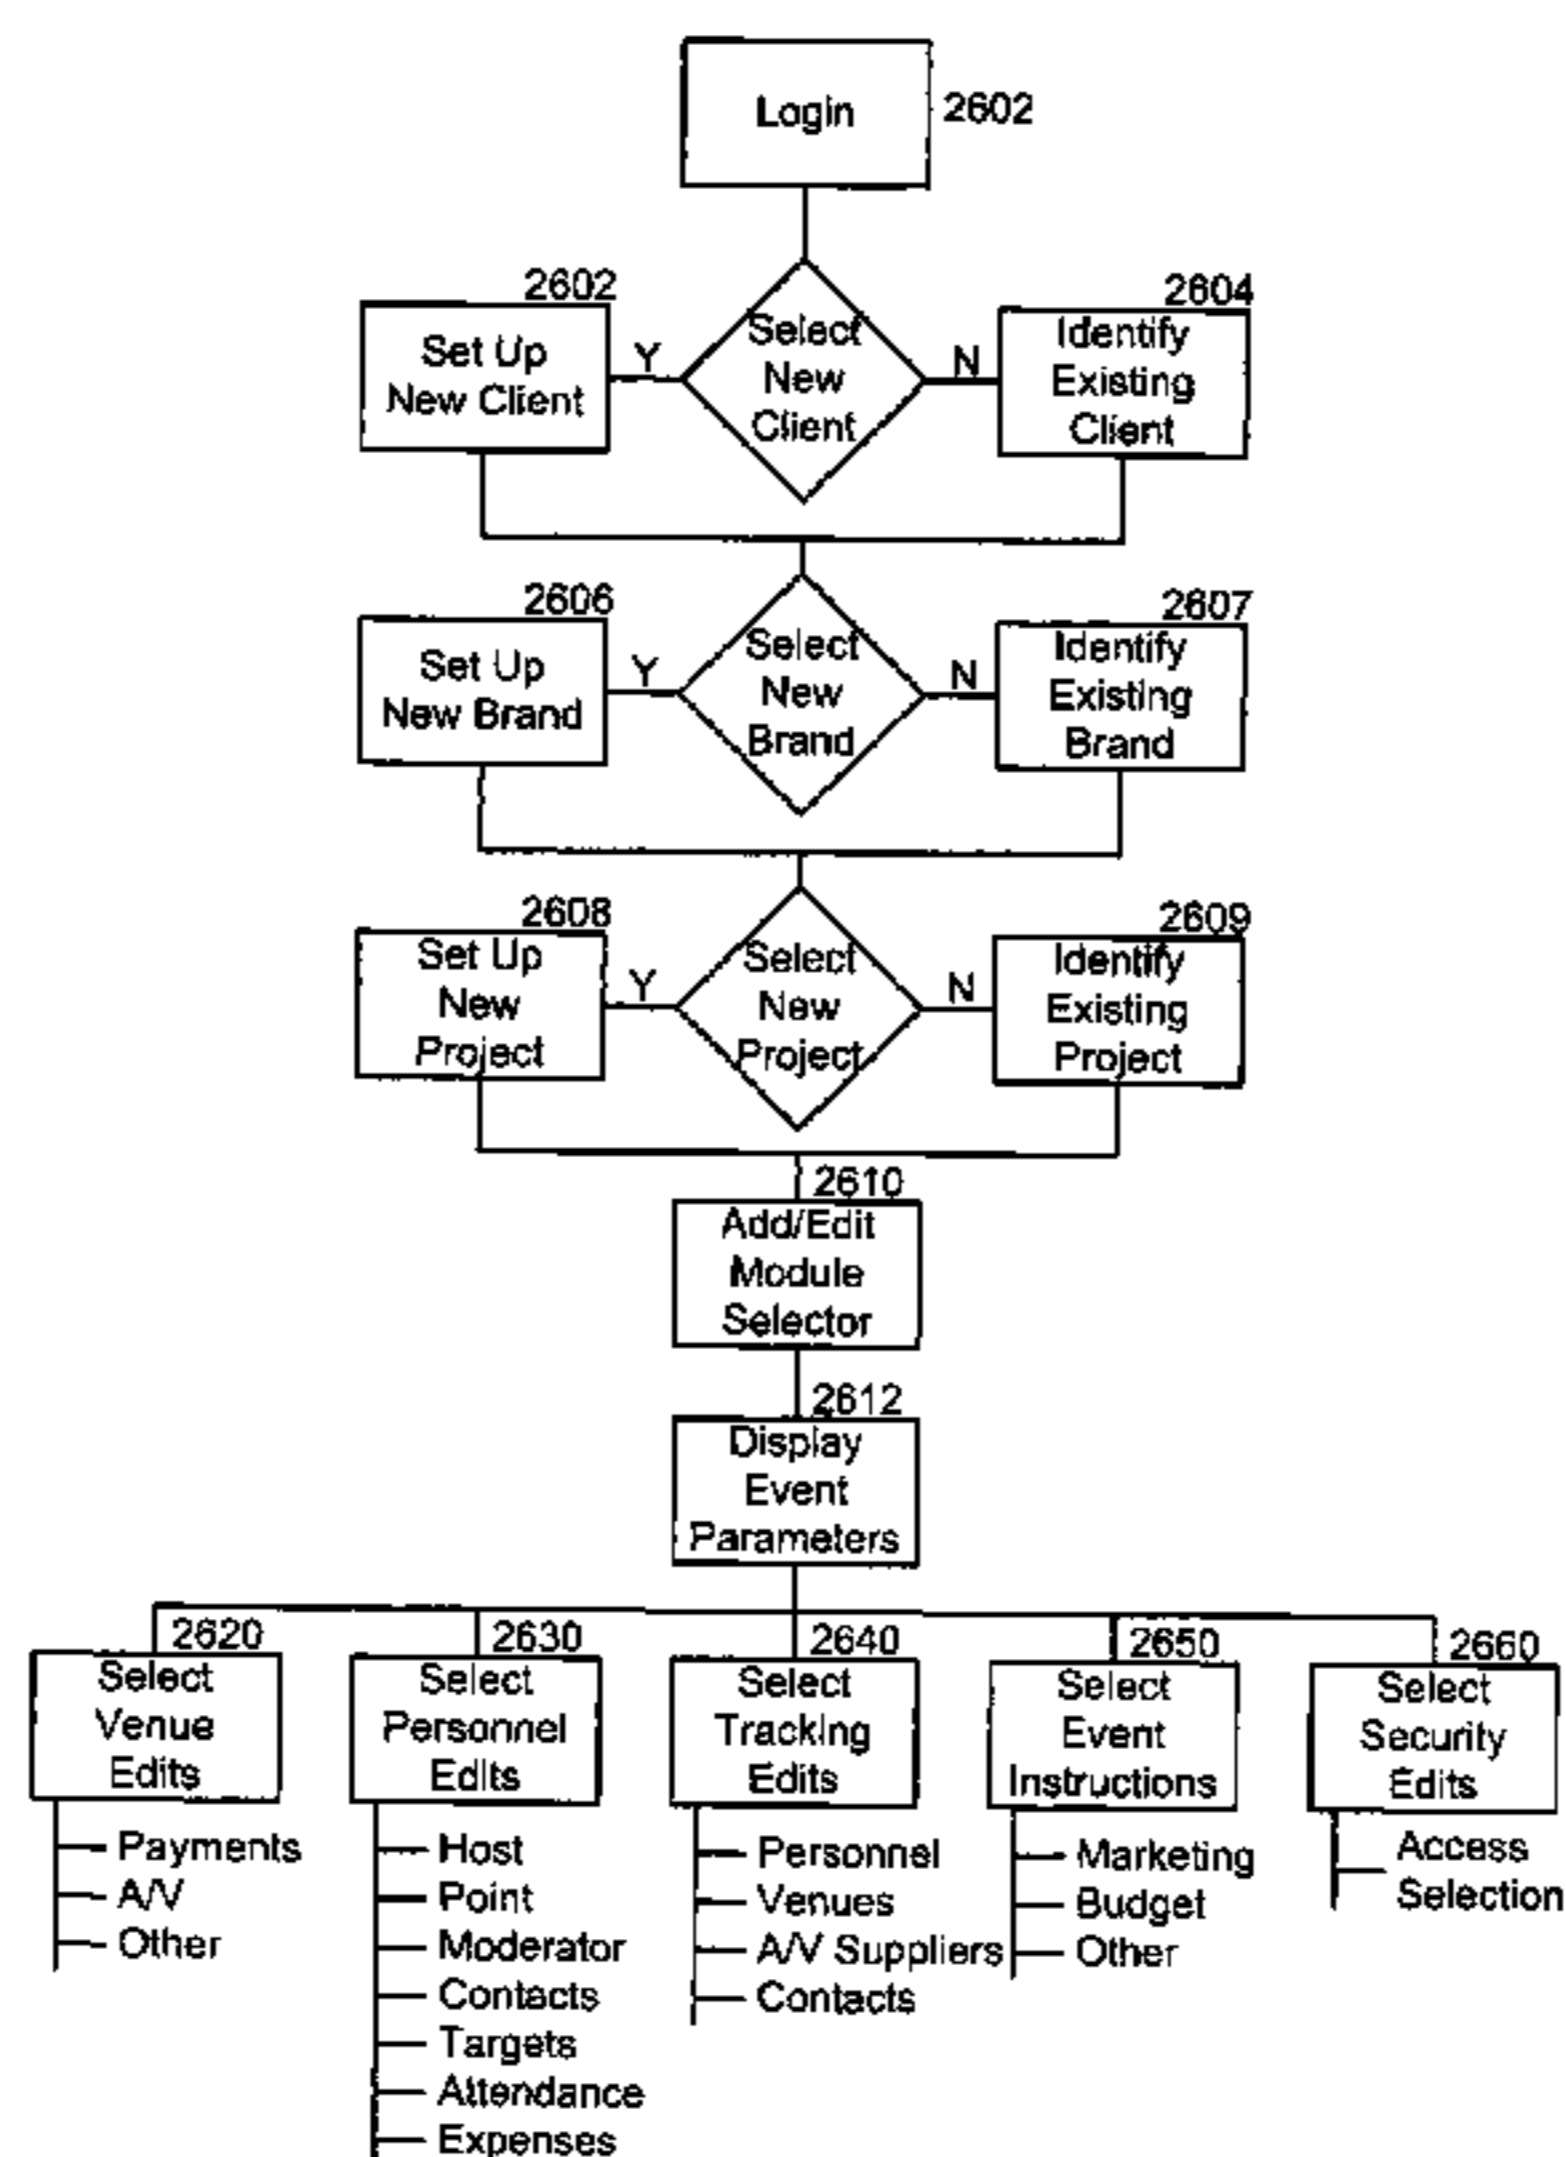 Login
2602
2602
Set Up
New Client
Y
Select
New
Client
N
2604
Identify
Existing
Client
2606
Set Up
New Brand
Y
Select
New
Brand
N
2607
Identify
Existing
Brand
2608
Set Up
New
Project
Y
Select
New
Project
N
2609
Identify
Existing
Project
2610
Add/Edit
Module
Selector
2612
Display
Event
Parameters
2620
Select
Venue
Edits
Payments
A/V
Other
2630
Select
Personnel
Edits
Host
Point
Moderator
Contacts
Targets
Attendance
Expenses
2640
Select
Tracking
Edits
Personnel
Venues
A/V Suppliers
Contacts
2650
Select
Event
Instructions
Marketing
Budget
Other
2660
Select
Security
Edits
Access
Selection